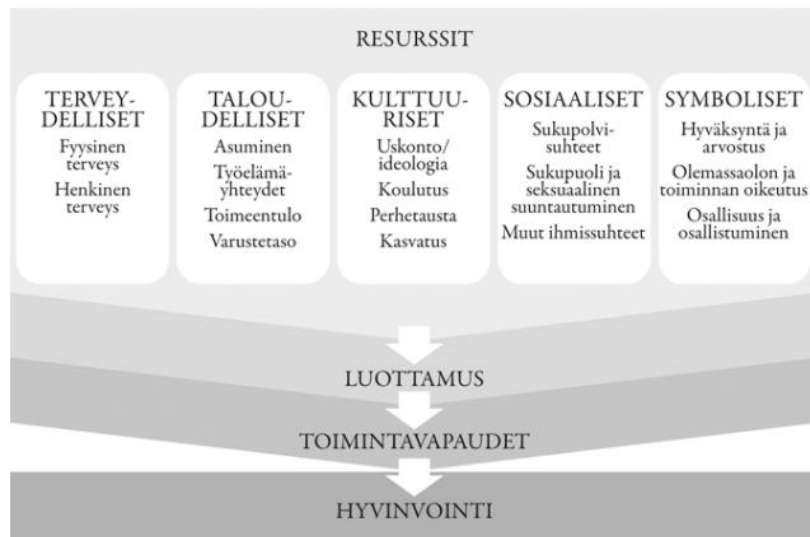 RESURSSIT
TERVEY-
DELLISET
Fyysinen
terveys
Henkinen
terveys
TALOU-
DELLISET
Asuminen
Työelämä-
yhteydet
Toimeentulo
Varustetaso
KULTTUU-
RISET
Uskonto/
ideologia
Koulutus
Perhetausta
Kasvatus
SOSIAALISET
Sukupolvi-
suhteet
Sukupuoli ja
seksuaalinen
suuntautuminen
Muut ihmissuhteet
SYMBOLISET
Hyväksyntä ja
arvostus
Olemassaolon ja
toiminnan oikeutus
Osallisuus ja
osallistuminen
LUOTTAMUS
TOIMINTAVAPAUDET
HYVINVOINTI